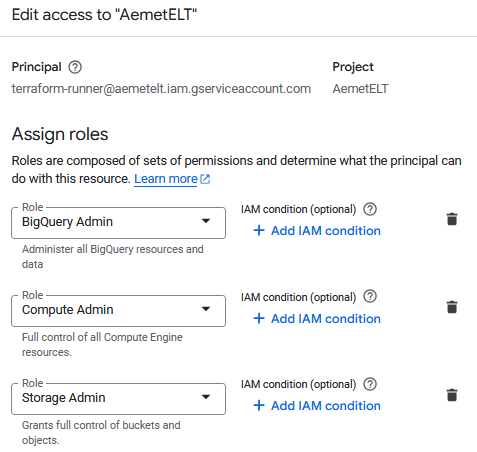 Edit access to "AemetELT"
Principal Project
terraform-runner@aemetelt.iam.gserviceaccount.com AemetELT
Assign roles
Roles are composed of sets of permissions and determine what the principal can
do with this resource. Learn more
Role
BigQuery Admin
Administer all BigQuery resources and
data
IAM condition (optional)
+ Add IAM condition
Role
Compute Admin
Full control of all Compute Engine
resources.
IAM condition (optional)
+ Add IAM condition
Role
Storage Admin
Grants full control of buckets and
objects.
IAM condition (optional)
+ Add IAM condition